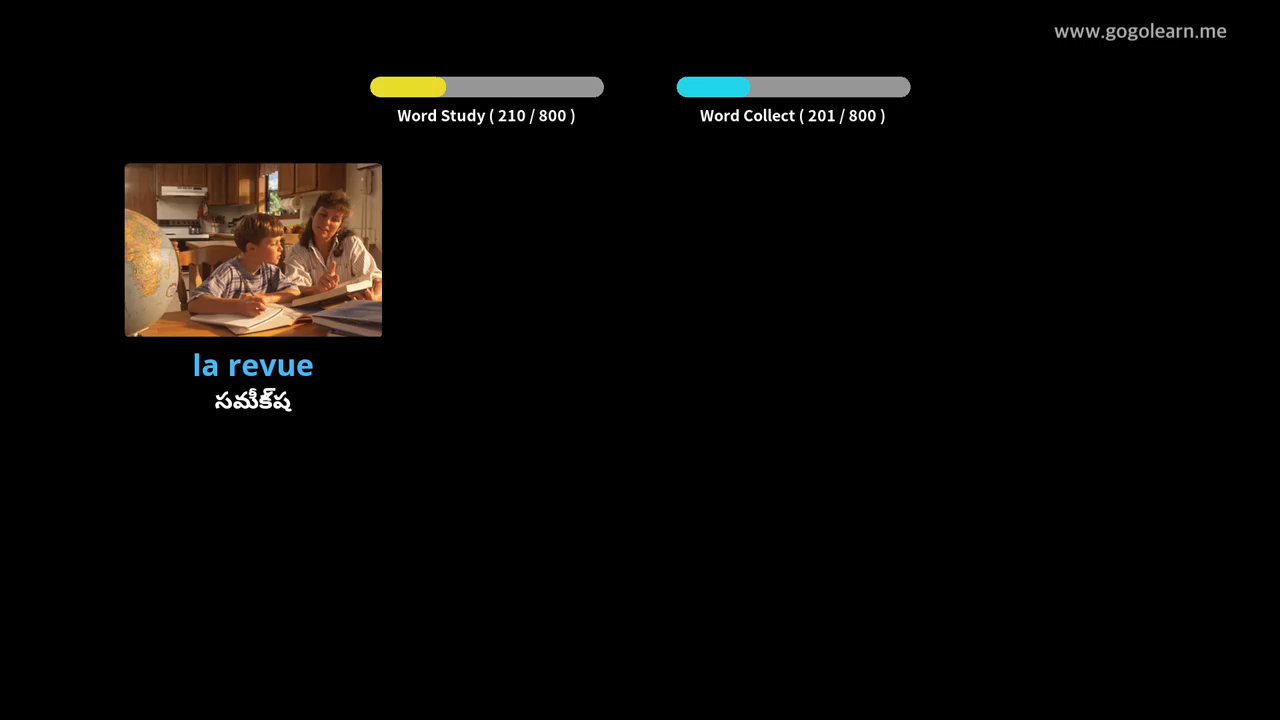 www.gogolearn.me
Word Study ( 210 / 800 )
Word Collect ( 201 / 800 )
la revue
సమీక్ష